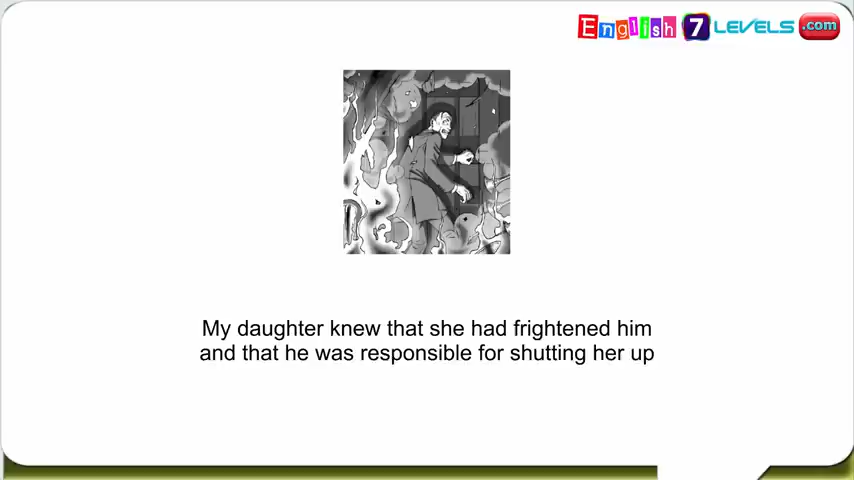 English 7 LEVELS .com
My daughter knew that she had frightened him
and that he was responsible for shutting her up